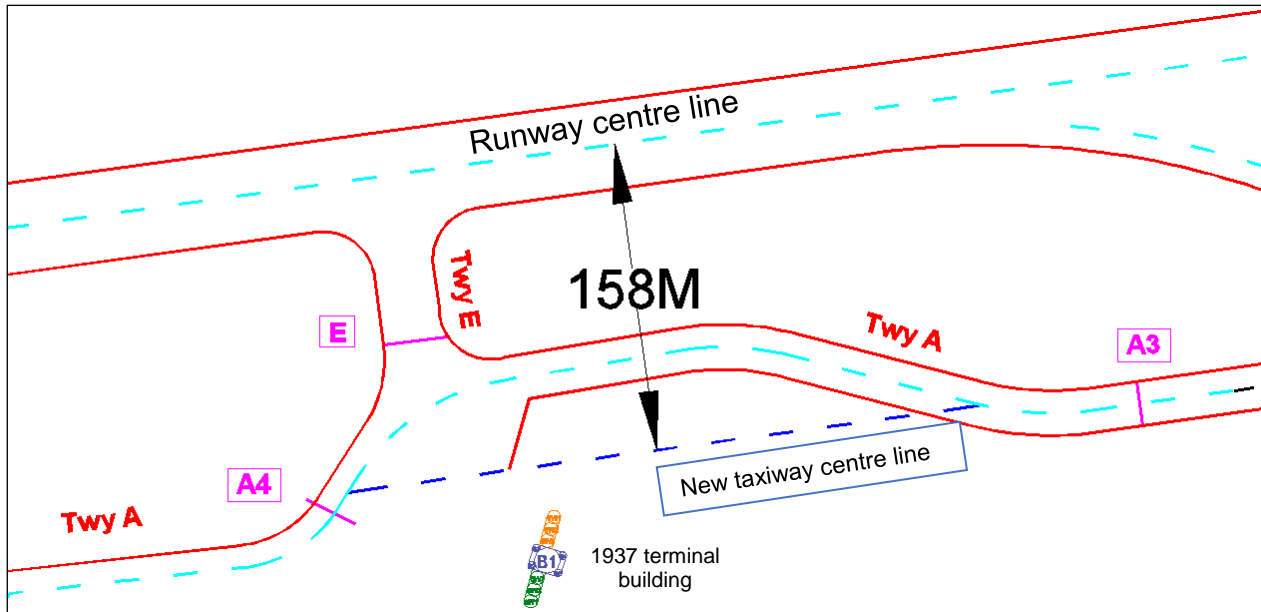 Runway centre line
Twy E
158M
E
Twy A
A3
New taxiway centre line
A4
Twy A
B1
1937 terminal
building